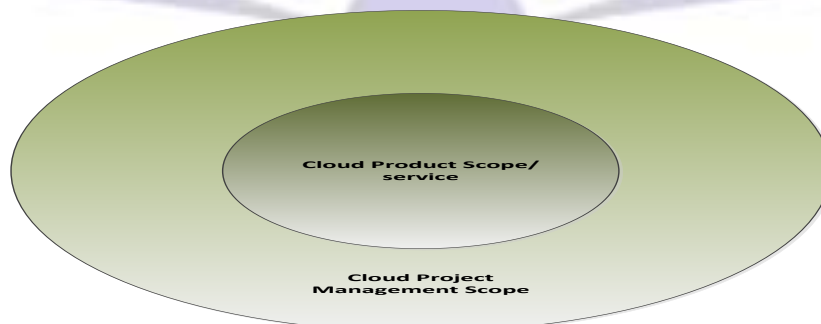 Cloud Product Scope/
service
Cloud Project
Management Scope